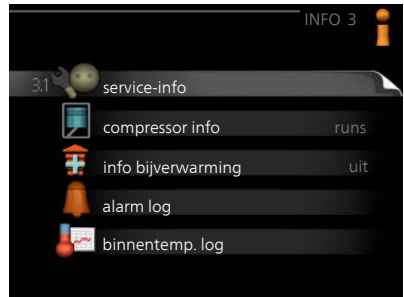 INFO 3
3.1 service-info
compressor info runs
info bijverwarming uit
alarm log
binnentemp. log